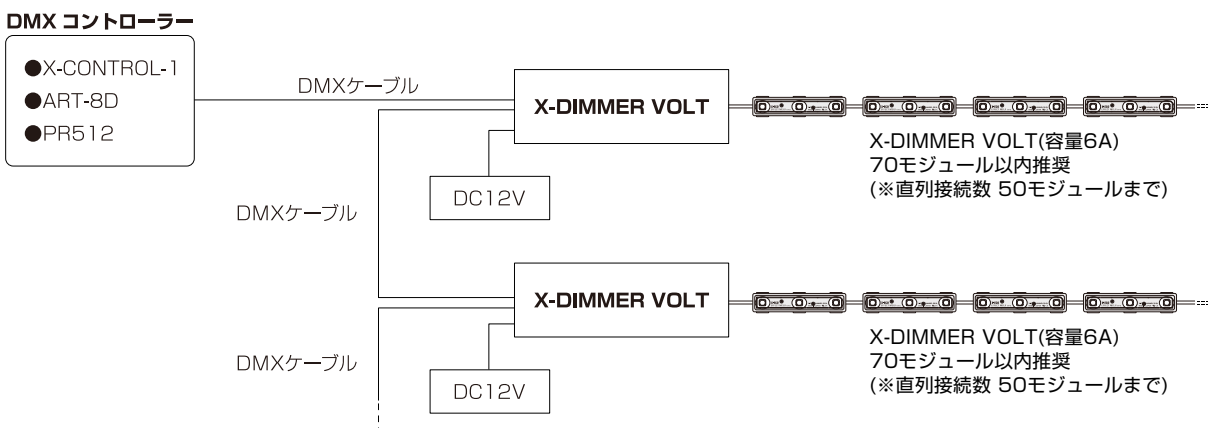 DMX コントローラー
●X-CONTROL-1
●ART-8D
●PR512
DMXケーブル
X-DIMMER VOLT
DC12V
X-DIMMER VOLT(容量6A)
70モジュール以内推奨
(※直列接続数 50モジュールまで)
DMXケーブル
X-DIMMER VOLT
DC12V
X-DIMMER VOLT(容量6A)
70モジュール以内推奨
(※直列接続数 50モジュールまで)
DMXケーブル